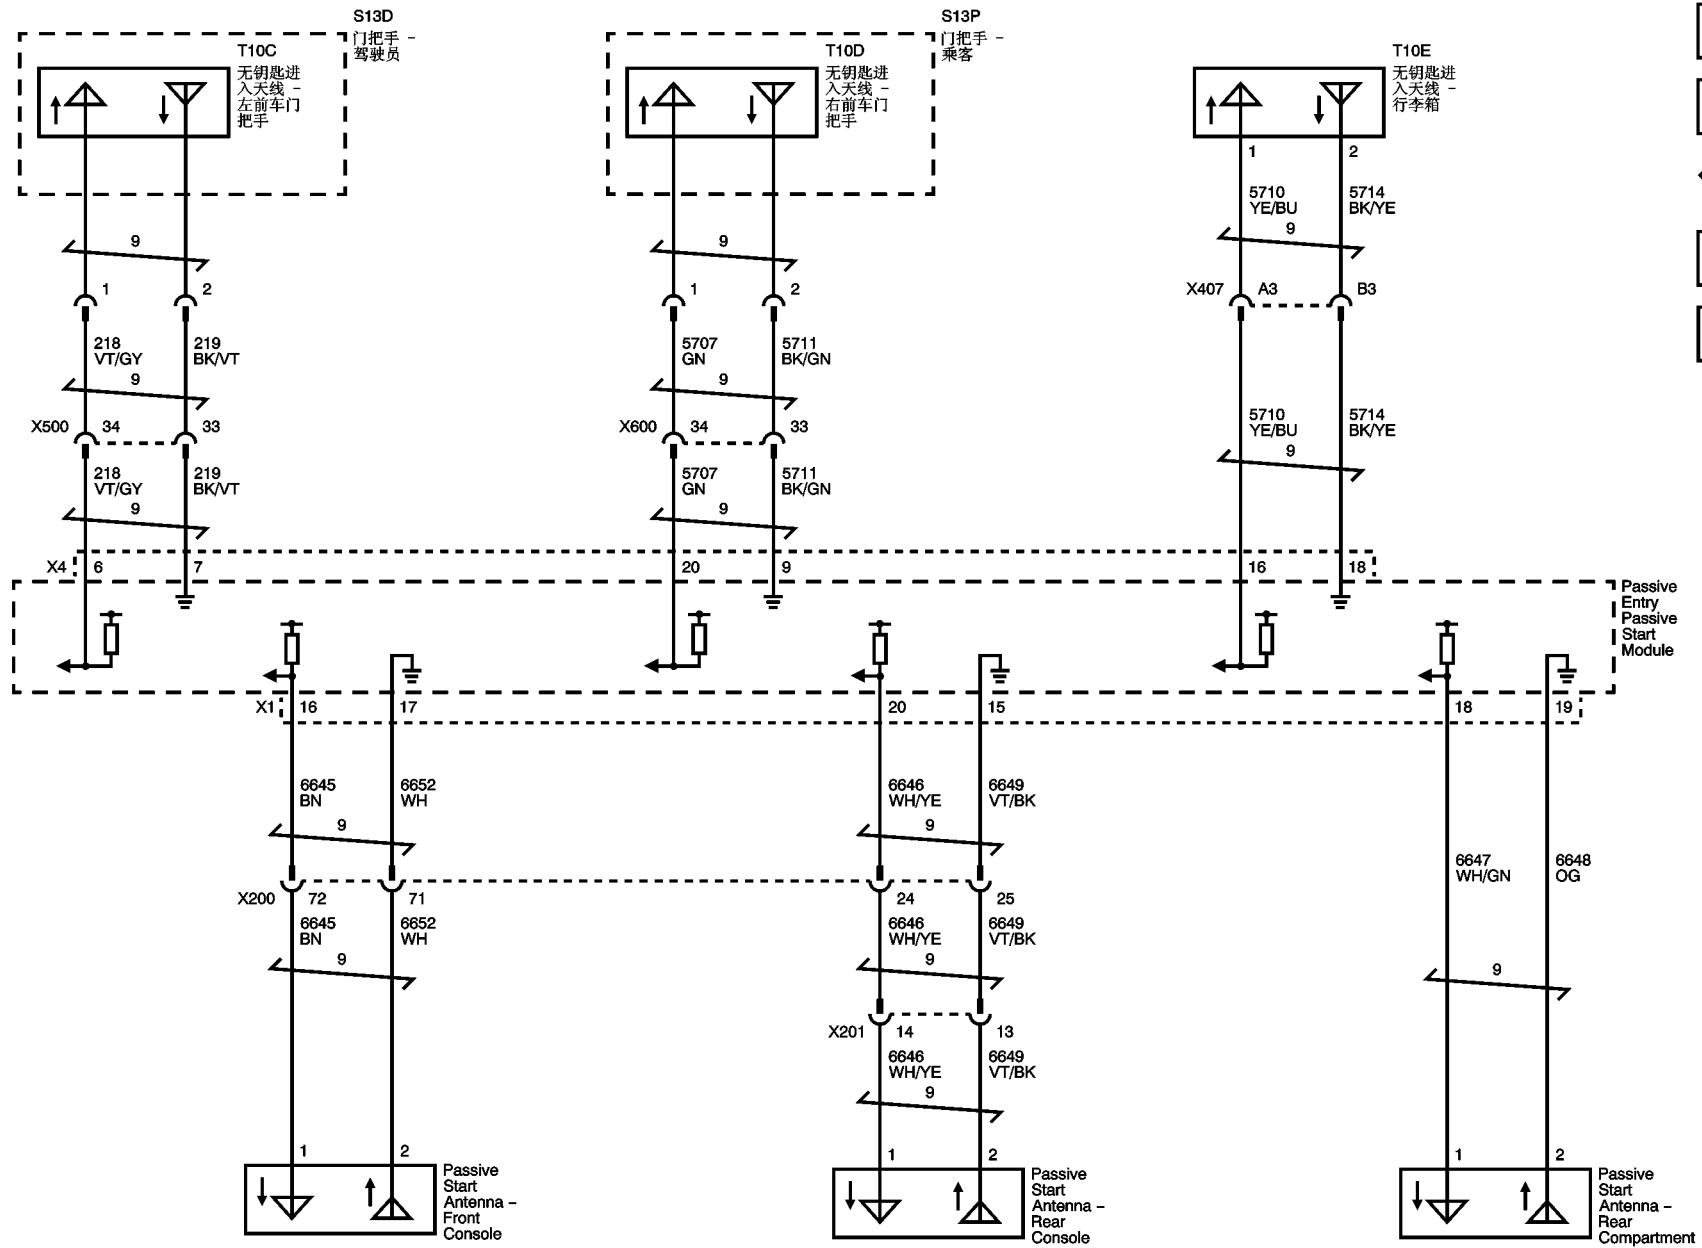 S13D
门把手 –
驾驶员
T10C
无钥匙进
入天线 –
左前车门
把手
S13P
门把手 –
乘客
T10D
无钥匙进
入天线 –
右前车门
把手
T10E
无钥匙进
入天线 –
行李箱
1
2
5710
YE/BU
5714
BK/YE
9
9
9
1
2
1
2
X407
A3
B3
218
VT/GY
219
BK/VT
5707
GN
5711
BK/GN
9
9
X500
34
33
X600
34
33
5710
YE/BU
5714
BK/YE
9
218
VT/GY
219
BK/VT
5707
GN
5711
BK/GN
9
9
X4
6
7
20
9
16
18
Passive
Entry
Passive
Start
Module
X1
16
17
20
15
18
19
6645
BN
6652
WH
6646
WH/YE
6649
VT/BK
9
9
6647
WH/GN
6648
OG
X200
72
71
24
25
6645
BN
6652
WH
6646
WH/YE
6649
VT/BK
9
9
9
X201
14
13
6646
WH/YE
6649
VT/BK
9
1
2
Passive
Start
Antenna –
Front
Console
1
2
Passive
Start
Antenna –
Rear
Console
1
2
Passive
Start
Antenna –
Rear
Compartment